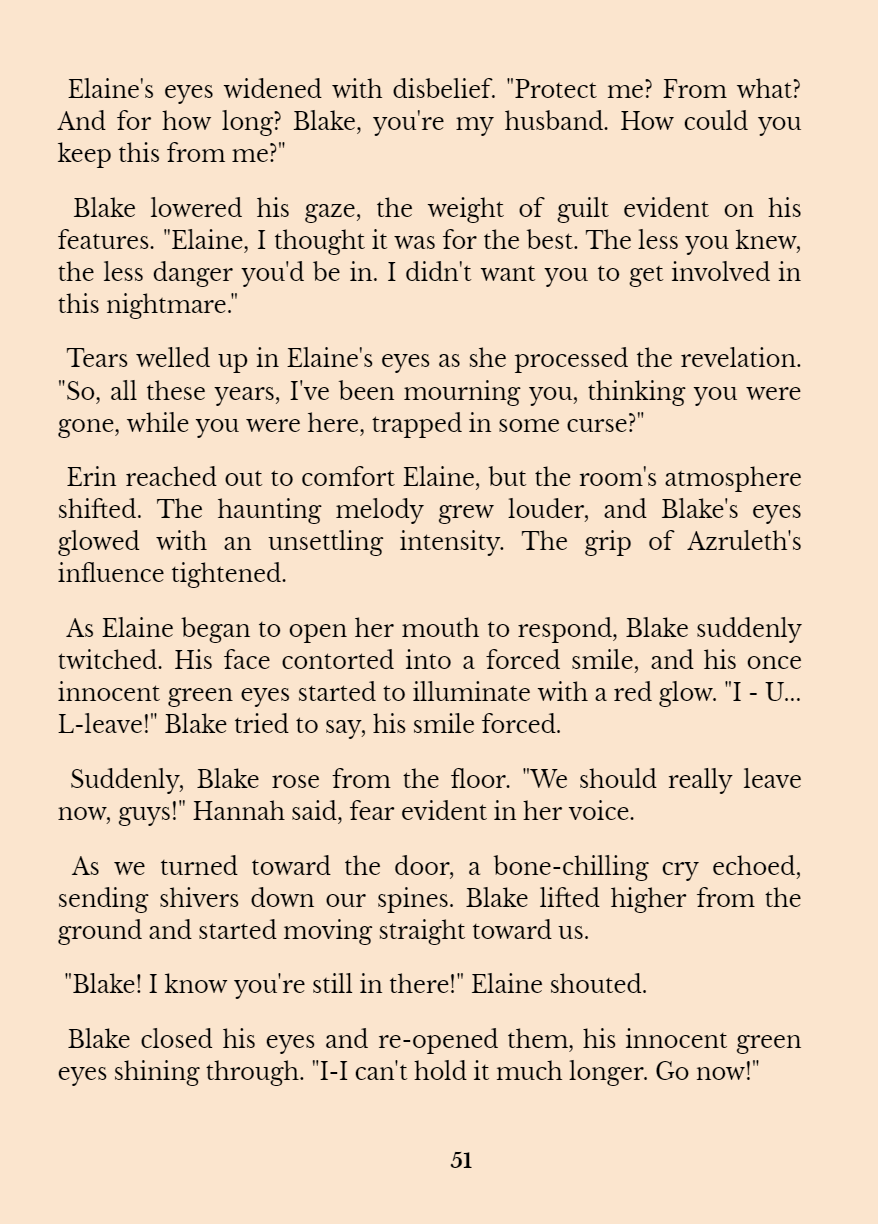 Elaine's eyes widened with disbelief. "Protect me? From what?
And for how long? Blake, you're my husband. How could you
keep this from me?"
Blake lowered his gaze, the weight of guilt evident on his
features. "Elaine, I thought it was for the best. The less you knew,
the less danger you'd be in. I didn't want you to get involved in
this nightmare."
Tears welled up in Elaine's eyes as she processed the revelation.
"So, all these years, I've been mourning you, thinking you were
gone, while you were here, trapped in some curse?"
Erin reached out to comfort Elaine, but the room's atmosphere
shifted. The haunting melody grew louder, and Blake's eyes
glowed with an unsettling intensity. The grip of Azruleth's
influence tightened.
As Elaine began to open her mouth to respond, Blake suddenly
twitched. His face contorted into a forced smile, and his once
innocent green eyes started to illuminate with a red glow. "I - U...
L-leave!" Blake tried to say, his smile forced.
Suddenly, Blake rose from the floor. "We should really leave
now, guys!" Hannah said, fear evident in her voice.
As we turned toward the door, a bone-chilling cry echoed,
sending shivers down our spines. Blake lifted higher from the
ground and started moving straight toward us.
"Blake! I know you're still in there!" Elaine shouted.
Blake closed his eyes and re-opened them, his innocent green
eyes shining through. "I-I can't hold it much longer. Go now!"
51